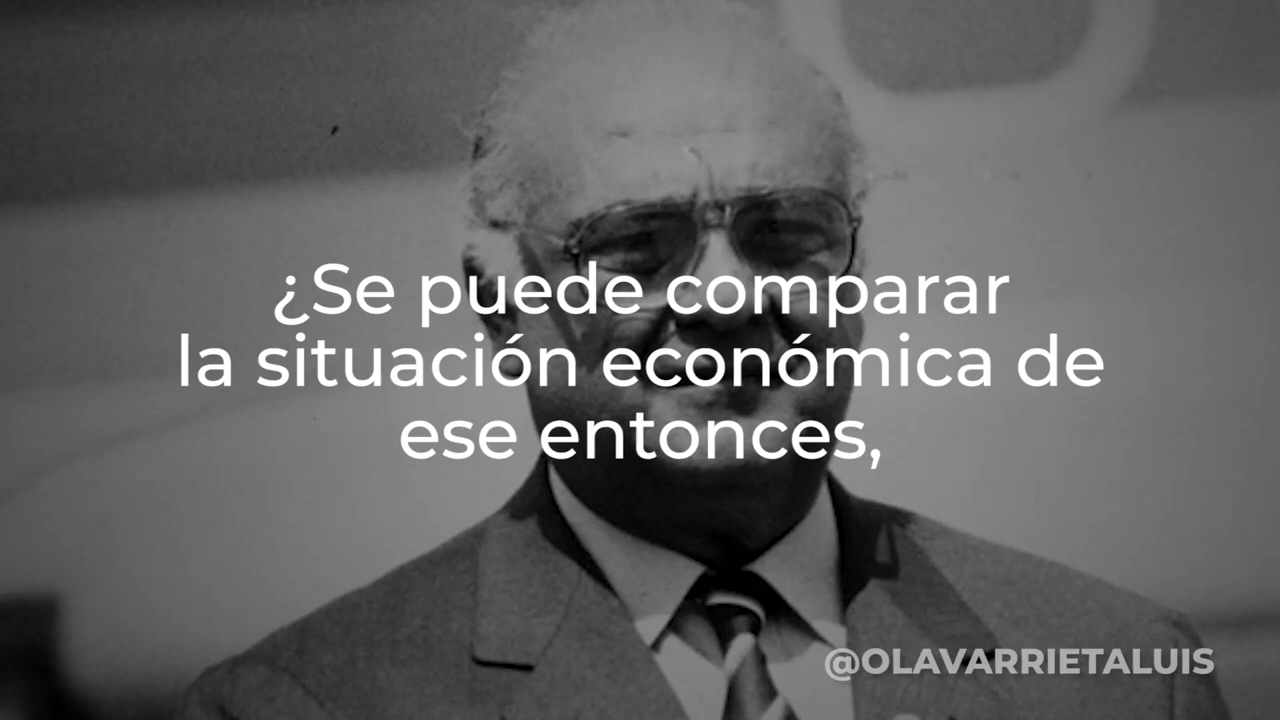 ¿Se puede comparar
la situación económica de
ese entonces,
@OLAVARRIETALUIS